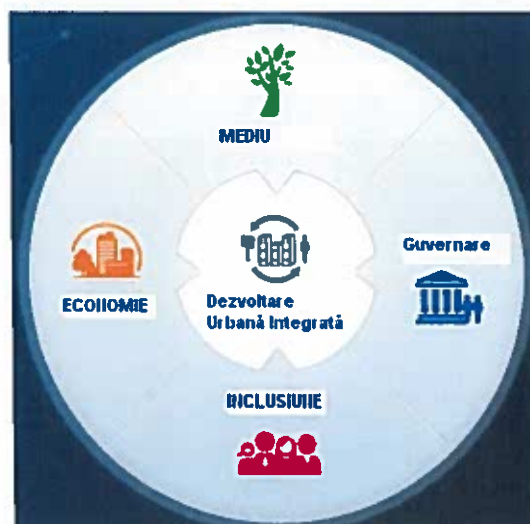 MEDIU
Guvernare
ECONOMIE
Dezvoltare
Urbană Integrată
INCLUSIUNE